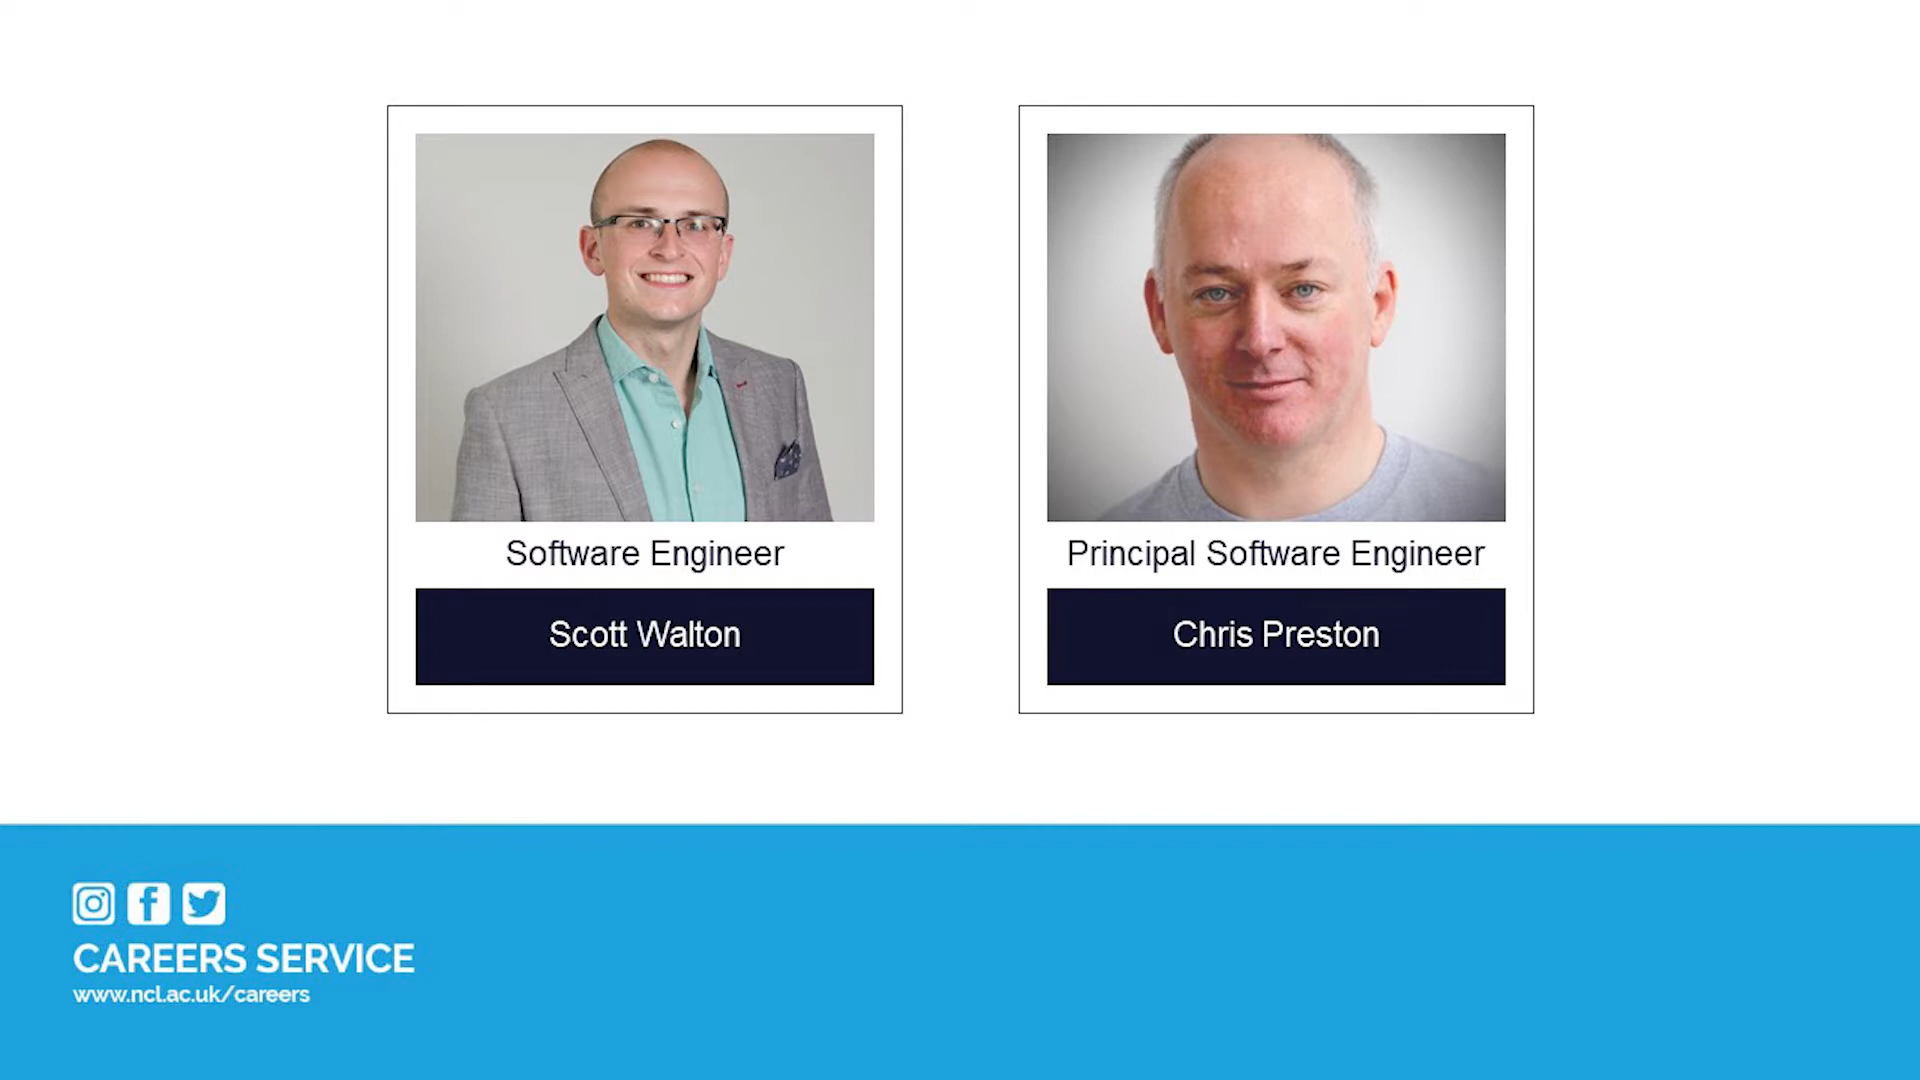 Software Engineer
Scott Walton
Principal Software Engineer
Chris Preston
CAREERS SERVICE
www.ncl.ac.uk/careers